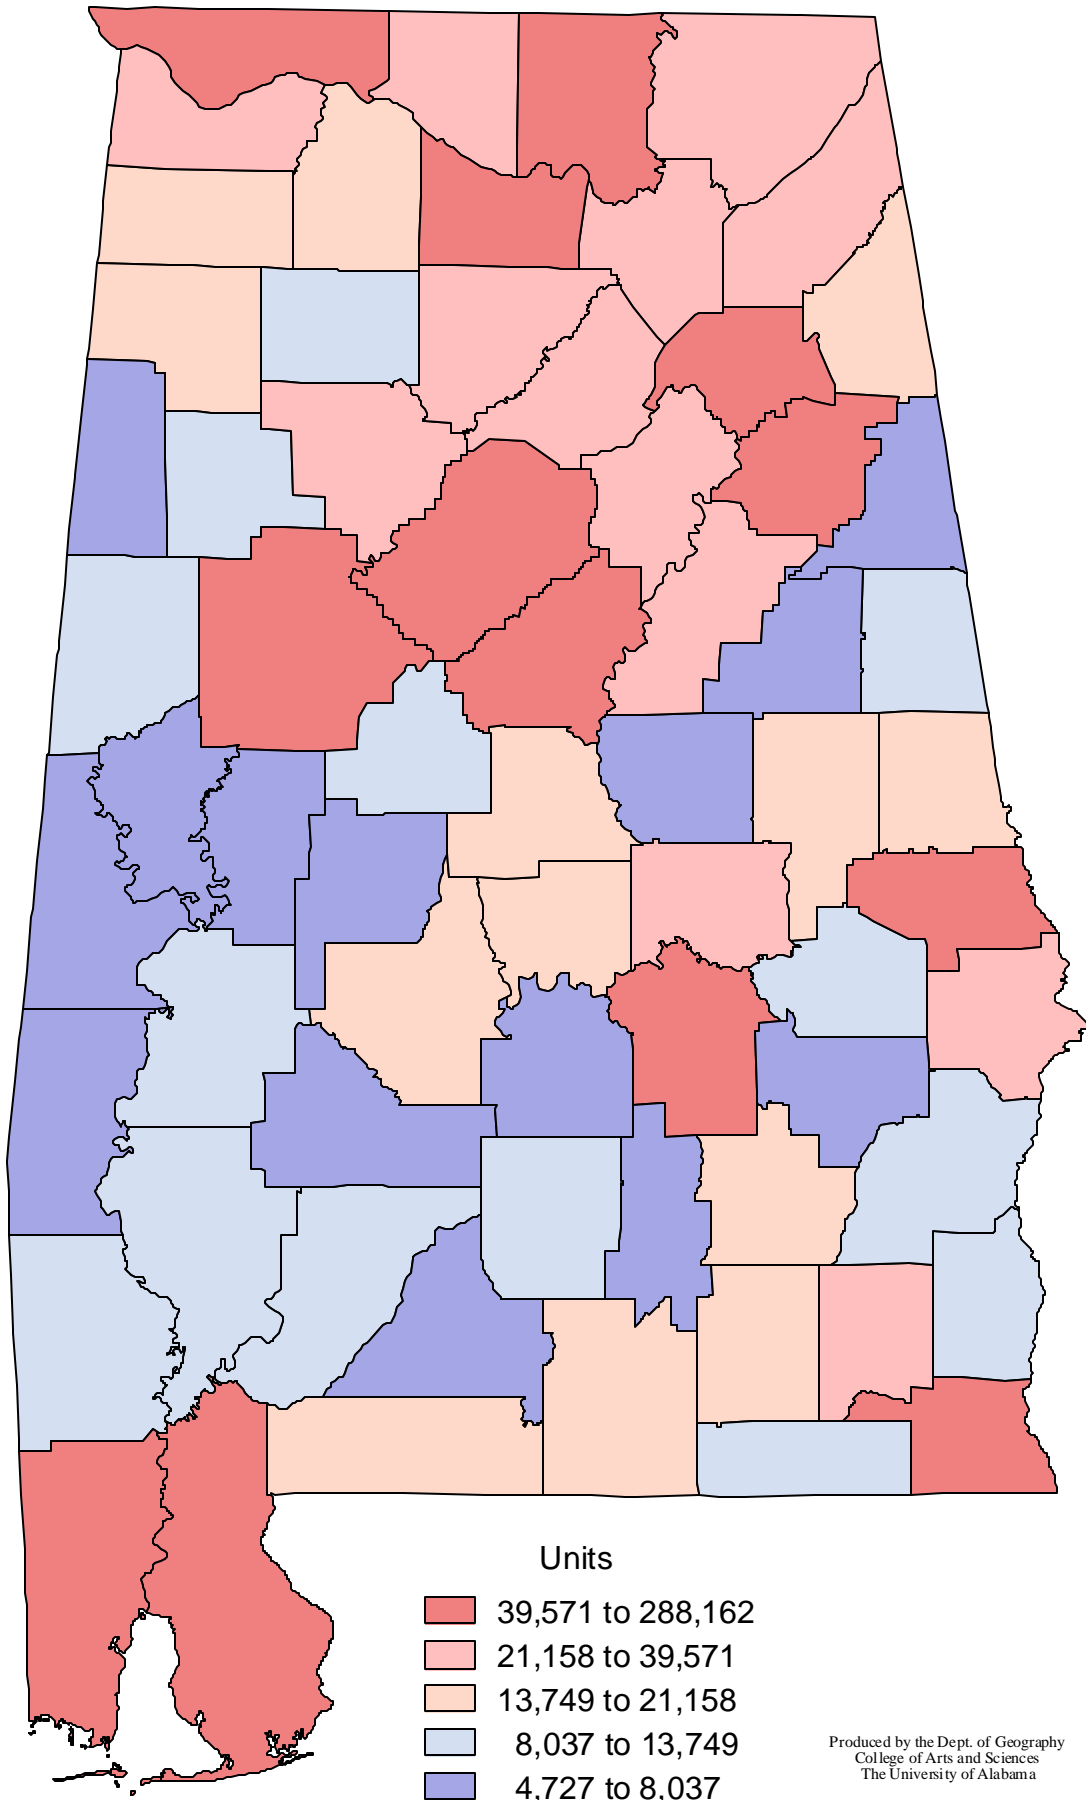 Units
39,571 to 288,162
21,158 to 39,571
13,749 to 21,158
8,037 to 13,749
4,727 to 8,037
Produced by the Dept. of Geography
College of Arts and Sciences
The University of Alabama